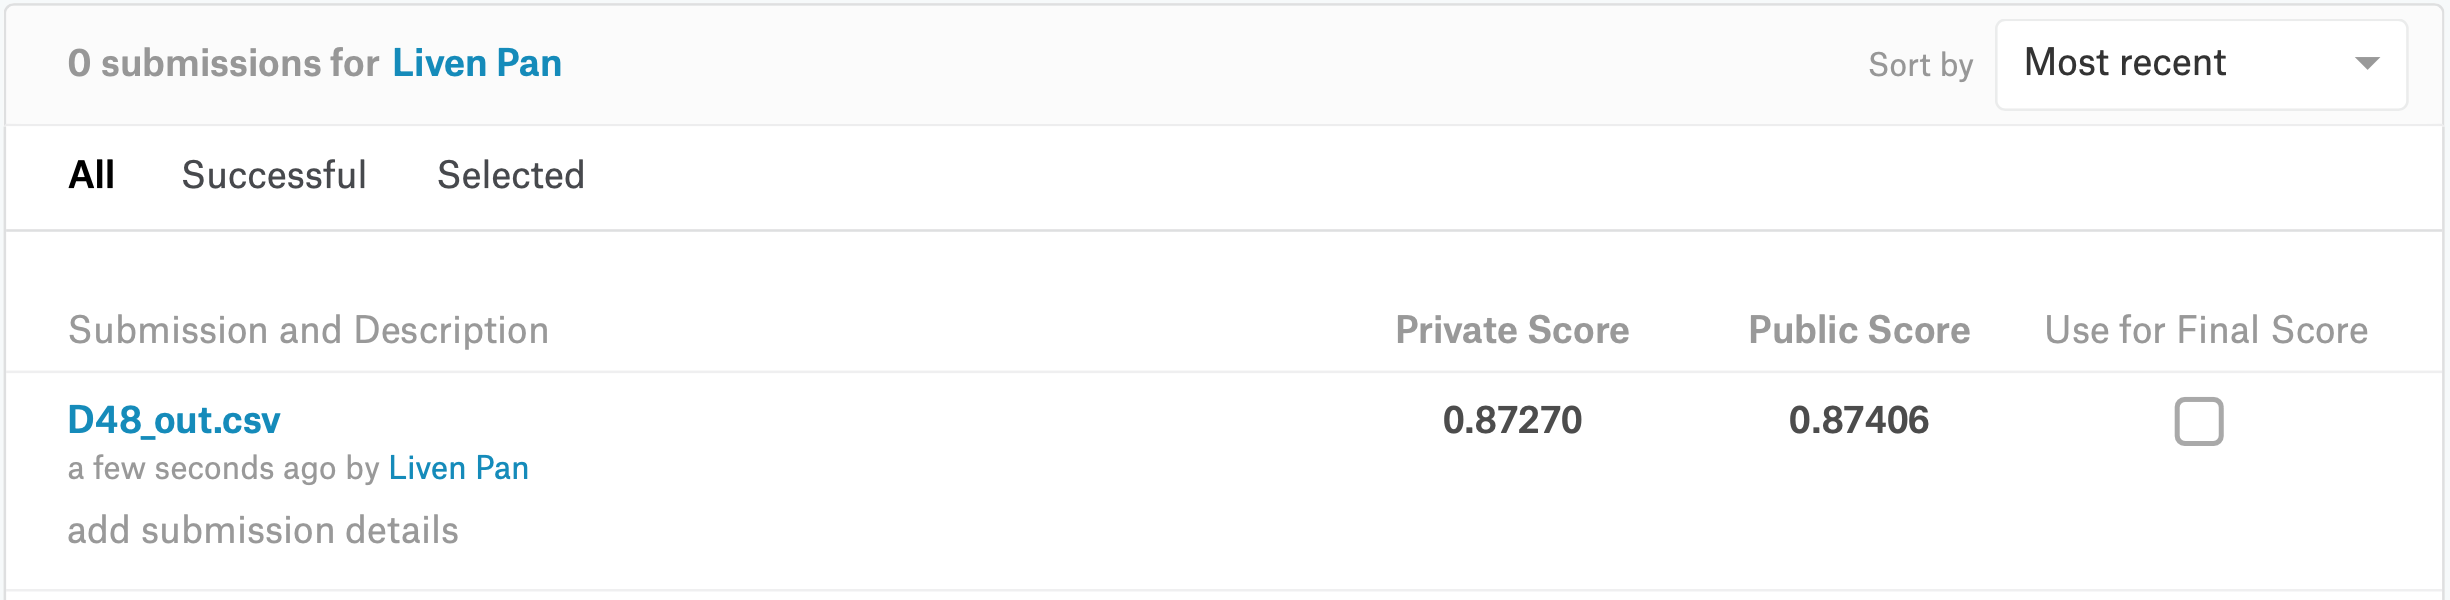 0 submissions for Liven Pan Sort by Most recent
All Successful Selected
Submission and Description Private Score Public Score Use for Final Score
D48_out.csv 0.87270 0.87406
a few seconds ago by Liven Pan
add submission details